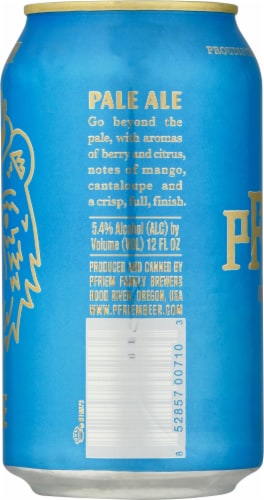 PALE ALE
Go beyond the
pale, with aromas
of berry and citrus,
notes of mango,
cantaloupe and
a crisp, full, finish.
5.4% Alcohol (ALC) by
Volume (VOL) 12 FL OZ
PRODUCED AND CANNED BY
PFRIEM FAMILY BREWERS
HOOD RIVER, OREGON, USA
WWW.PFRIEMBEER.COM
8 52857 00710 3